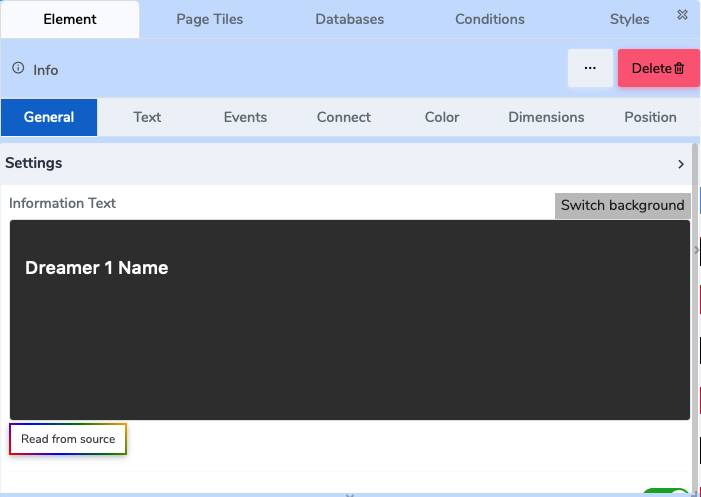 Element Page Tiles Databases Conditions Styles
Info ... Delete
General Text Events Connect Color Dimensions Position
Settings
Information Text Switch background
Dreamer 1 Name
Read from source